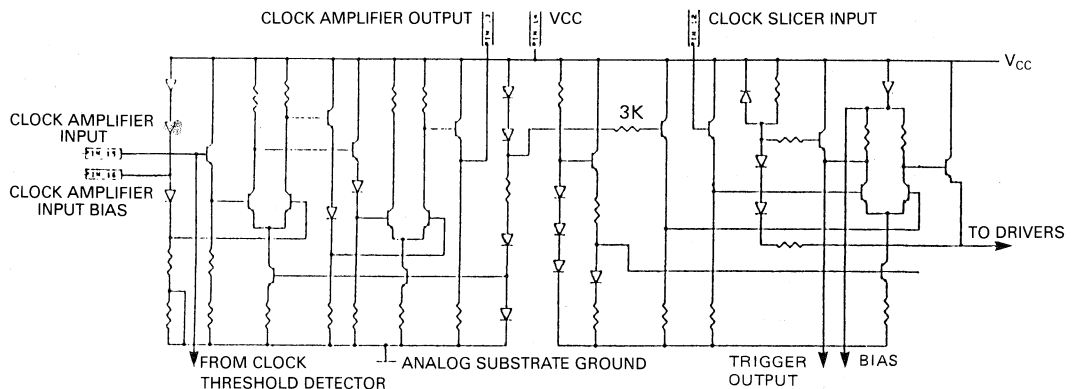 CLOCK AMPLIFIER OUTPUT
VCC
CLOCK SLICER INPUT
VCC
CLOCK AMPLIFIER
INPUT
3K
CLOCK AMPLIFIER
INPUT BIAS
TO DRIVERS
FROM CLOCK
THRESHOLD DETECTOR
ANALOG SUBSTRATE GROUND
TRIGGER
OUTPUT
BIAS